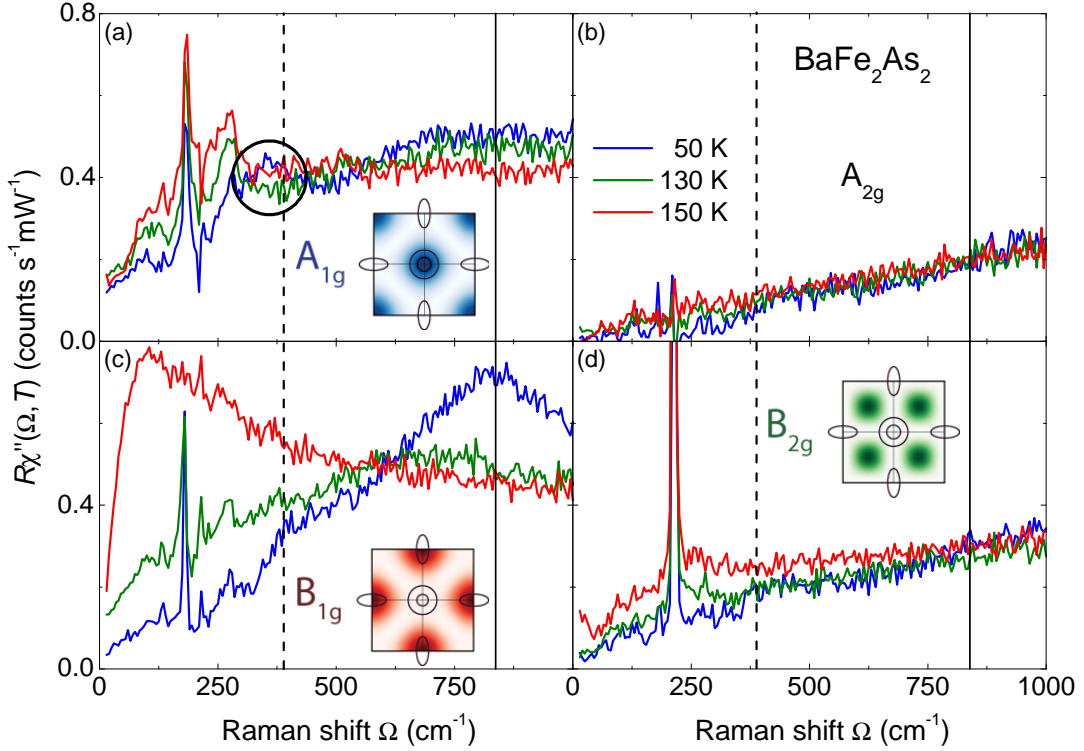 (a)
(b)
BaFe₂As₂
0.8
50 K
130 K
150 K
A₂g
0.4
A₁g
0.0
(c)
(d)
B₂g
0.4
B₁g
0.0
Rχ''(Ω, T) (counts s⁻¹mW⁻¹)
0 250 500 750 0 250 500 750 1000
Raman shift Ω (cm⁻¹) Raman shift Ω (cm⁻¹)